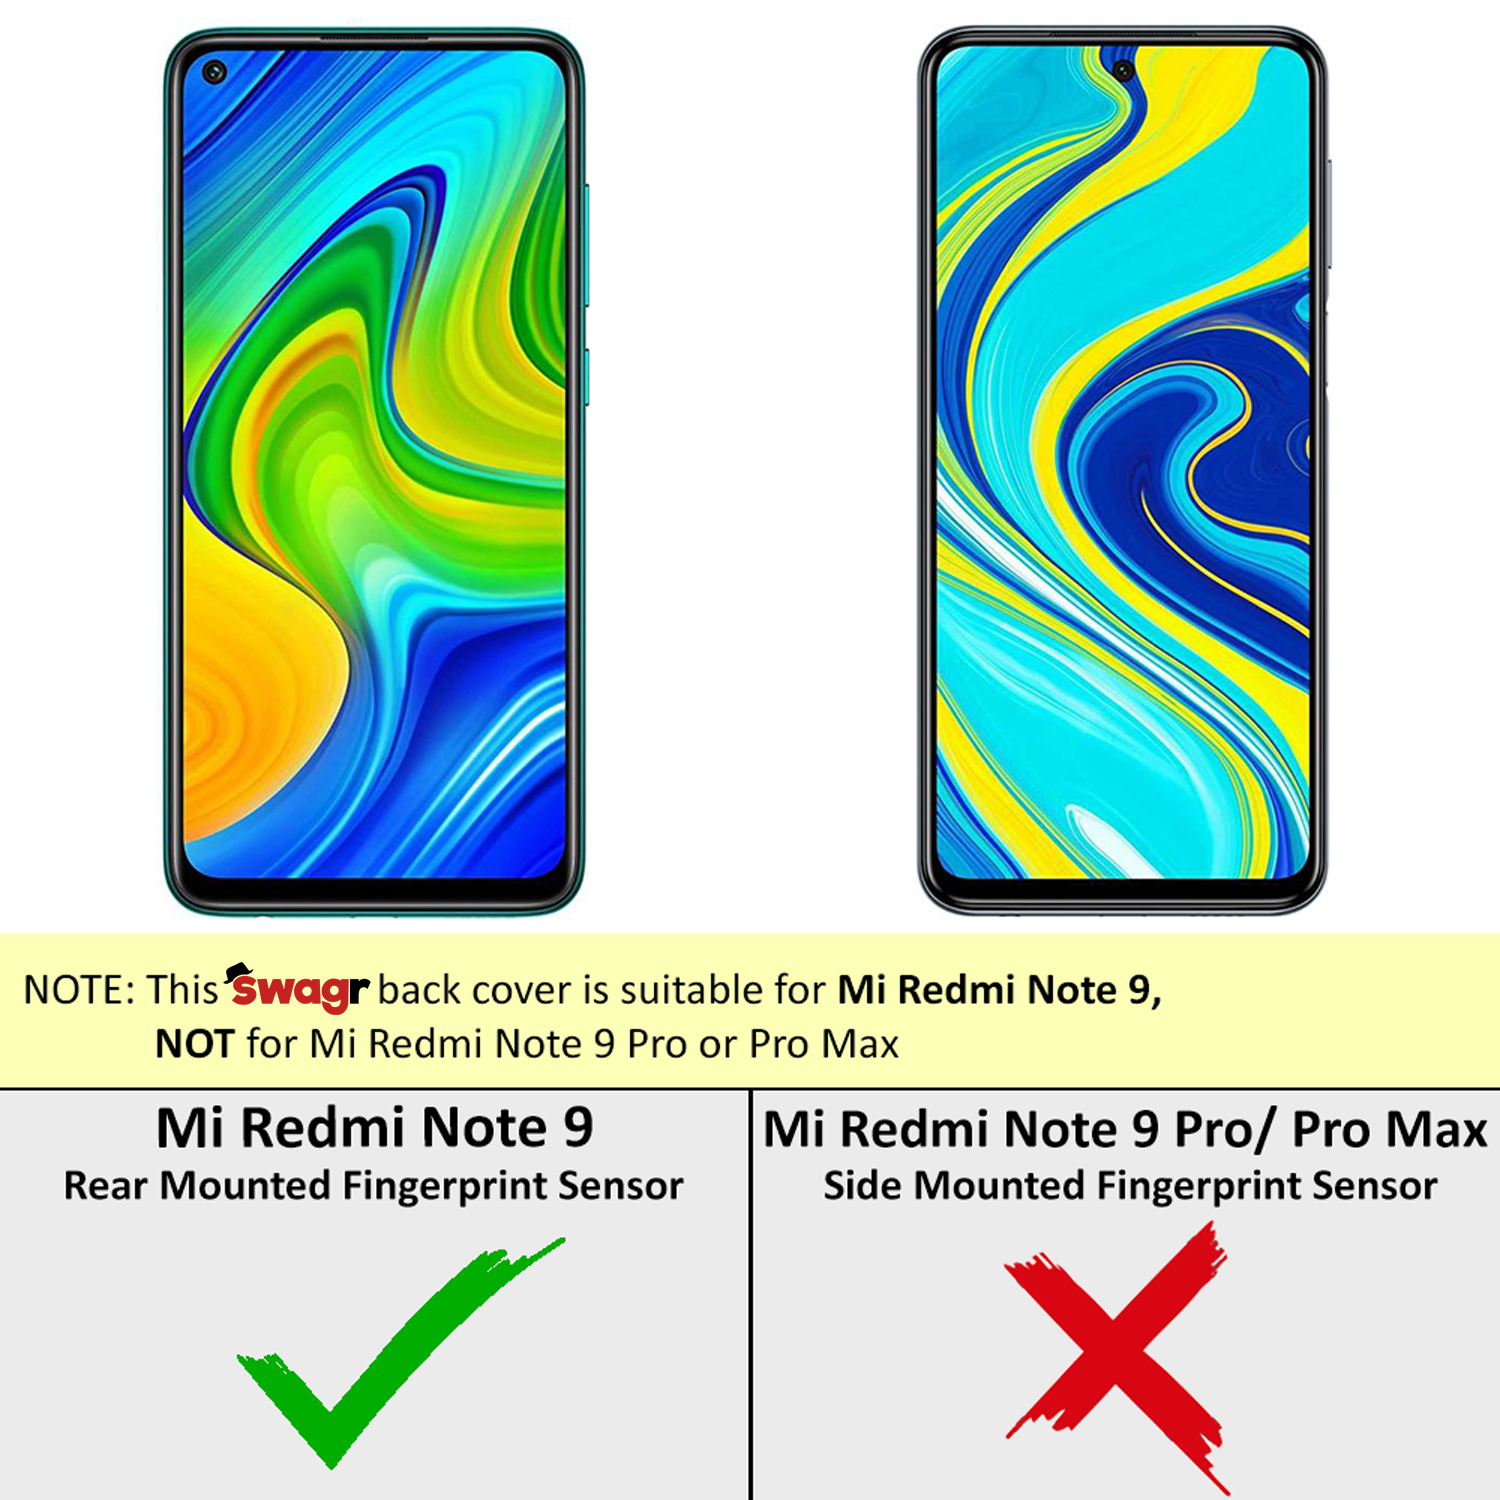 NOTE: This swagr back cover is suitable for Mi Redmi Note 9,
NOT for Mi Redmi Note 9 Pro or Pro Max
Mi Redmi Note 9
Rear Mounted Fingerprint Sensor
Mi Redmi Note 9 Pro/ Pro Max
Side Mounted Fingerprint Sensor